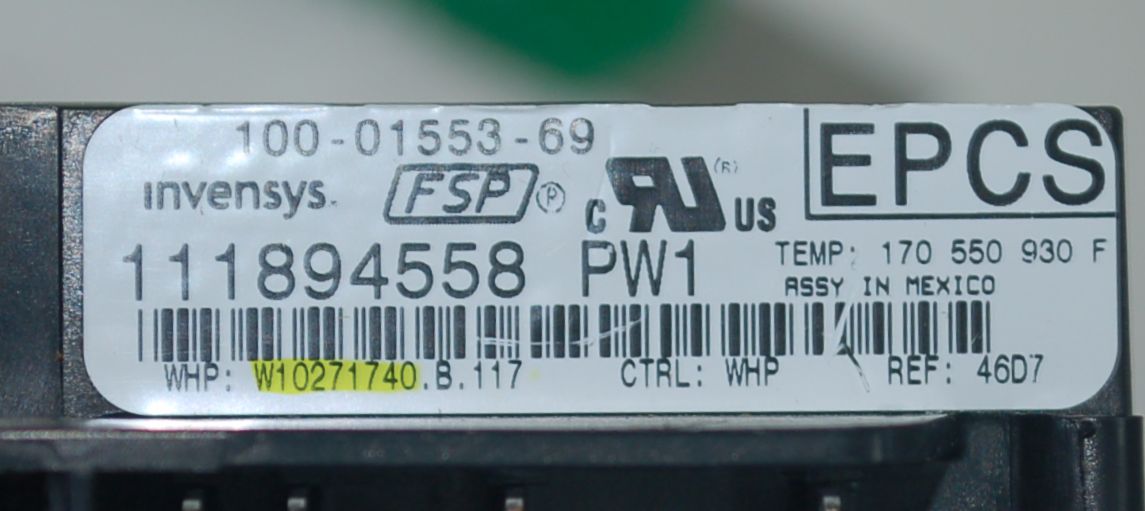 100-01553-69
EPCS
invensys. FSP ® c RU US (R)
111894558 PW1
TEMP: 170 550 930 F
ASSY IN MEXICO
WHP: W10271740.B.117 CTRL: WHP REF: 46D7